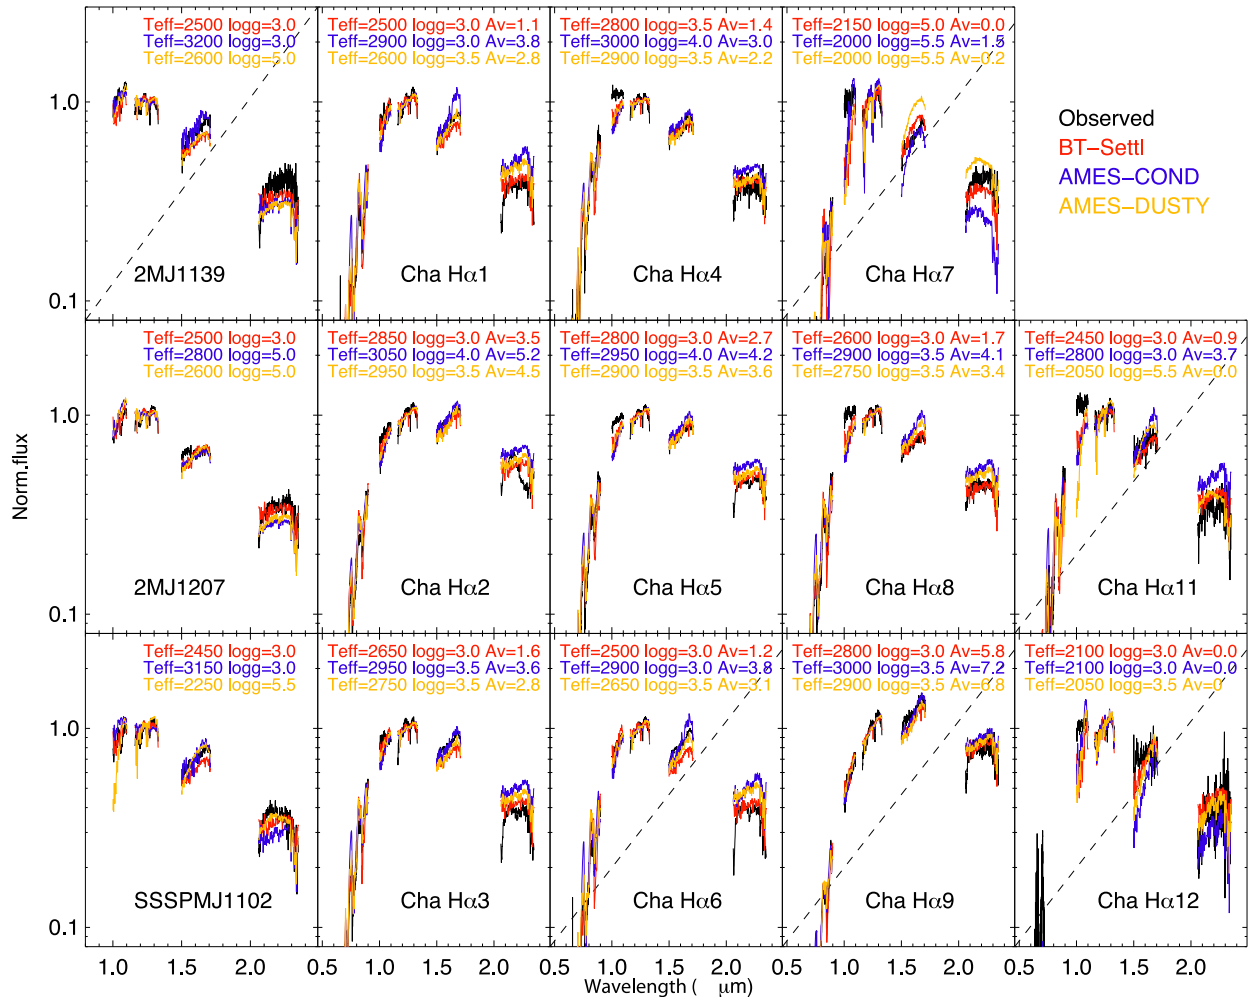 Teff=2500 logg=3.0
Teff=3200 logg=3.0
Teff=2600 logg=5.0
2MJ1139
Teff=2500 logg=3.0 Av=1.1
Teff=2900 logg=3.0 Av=3.8
Teff=2600 logg=3.5 Av=2.8
Cha Hα1
Teff=2800 logg=3.5 Av=1.4
Teff=3000 logg=4.0 Av=3.0
Teff=2900 logg=3.5 Av=2.2
Cha Hα4
Teff=2150 logg=5.0 Av=0.0
Teff=2000 logg=5.5 Av=1.5
Teff=2000 logg=5.5 Av=0.2
Cha Hα7
Observed
BT-Settl
AMES-COND
AMES-DUSTY
1.0
0.1
Teff=2500 logg=3.0
Teff=2800 logg=5.0
Teff=2600 logg=5.0
2MJ1207
Teff=2850 logg=3.0 Av=3.5
Teff=3050 logg=4.0 Av=5.2
Teff=2950 logg=3.5 Av=4.5
Cha Hα2
Teff=2800 logg=3.0 Av=2.7
Teff=2950 logg=4.0 Av=4.2
Teff=2900 logg=3.5 Av=3.6
Cha Hα5
Teff=2600 logg=3.0 Av=1.7
Teff=2900 logg=3.5 Av=4.1
Teff=2750 logg=3.5 Av=3.4
Cha Hα8
Teff=2450 logg=3.0 Av=0.9
Teff=2800 logg=3.0 Av=3.7
Teff=2050 logg=5.5 Av=0.0
Cha Hα11
1.0
0.1
Norm.flux
Teff=2450 logg=3.0
Teff=3150 logg=3.0
Teff=2250 logg=5.5
SSSPMJ1102
Teff=2650 logg=3.0 Av=1.6
Teff=2950 logg=3.5 Av=3.6
Teff=2750 logg=3.5 Av=2.8
Cha Hα3
Teff=2500 logg=3.0 Av=1.2
Teff=2900 logg=3.0 Av=3.8
Teff=2650 logg=3.5 Av=3.1
Cha Hα6
Teff=2800 logg=3.0 Av=5.8
Teff=3000 logg=3.5 Av=7.2
Teff=2900 logg=3.5 Av=6.8
Cha Hα9
Teff=2100 logg=3.0 Av=0.0
Teff=2100 logg=3.0 Av=0.0
Teff=2050 logg=3.5 Av=0
Cha Hα12
1.0
0.1
1.0 1.5 2.0 0.5 1.0 1.5 2.0 0.5 1.0 1.5 2.0 0.5 1.0 1.5 2.0 0.5 1.0 1.5 2.0
Wavelength ( μm)